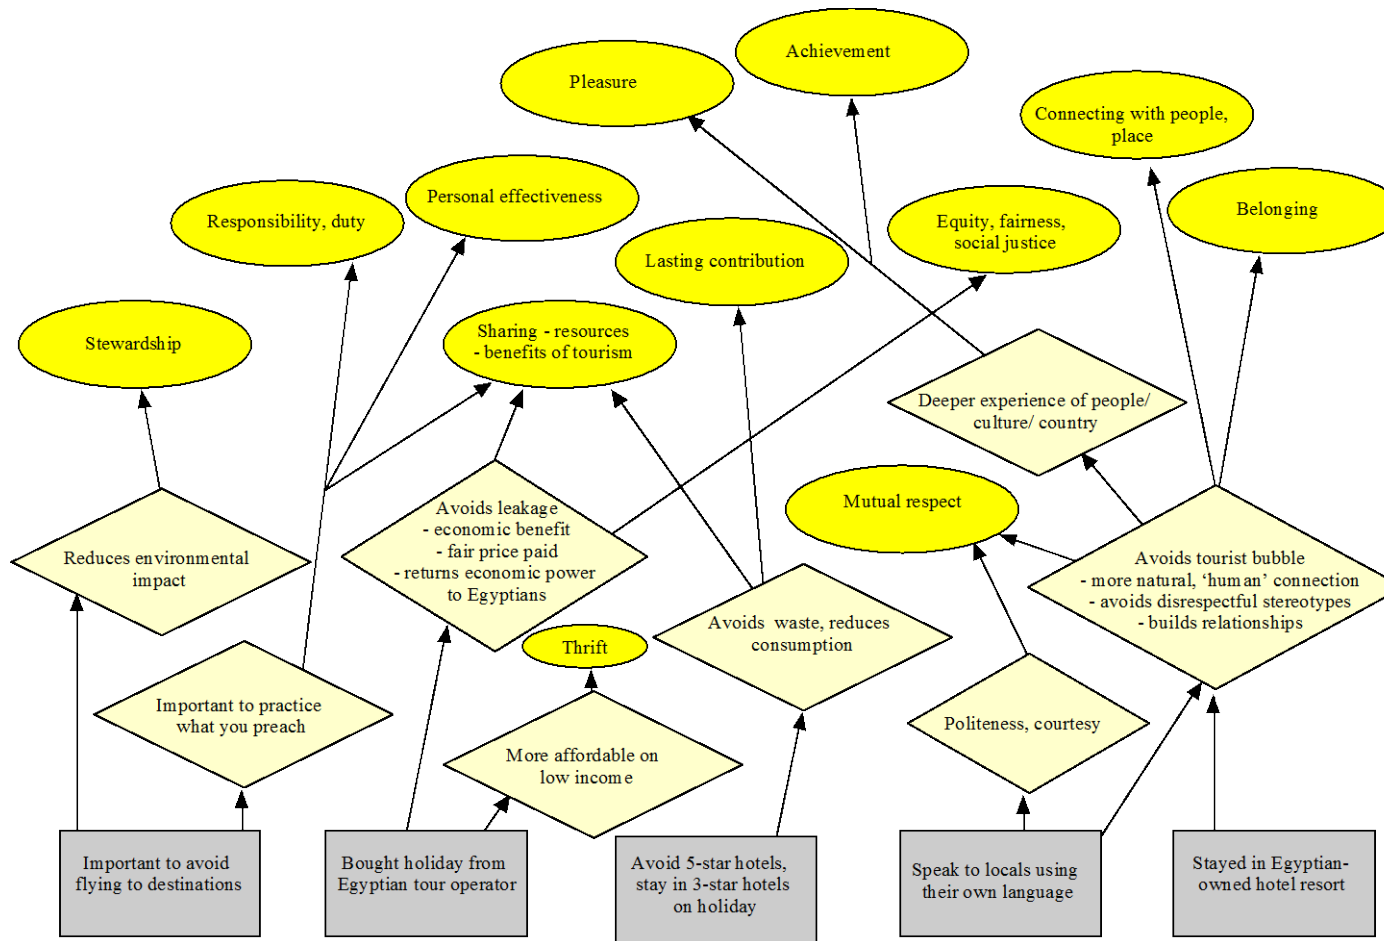 Achievement
Pleasure
Connecting with people,
place
Personal effectiveness
Responsibility, duty
Belonging
Equity, fairness,
social justice
Lasting contribution
Sharing - resources
- benefits of tourism
Stewardship
Deeper experience of people/
culture/ country
Mutual respect
Avoids leakage
- economic benefit
- fair price paid
- returns economic power
to Egyptians
Reduces environmental
impact
Avoids tourist bubble
- more natural, ‘human’ connection
- avoids disrespectful stereotypes
- builds relationships
Avoids  waste, reduces
consumption
Thrift
Important to practice
what you preach
Politeness, courtesy
More affordable on
low income
Important to avoid
flying to destinations
Bought holiday from
Egyptian tour operator
Avoid 5-star hotels,
stay in 3-star hotels
on holiday
Speak to locals using
their own language
Stayed in Egyptian-
owned hotel resort